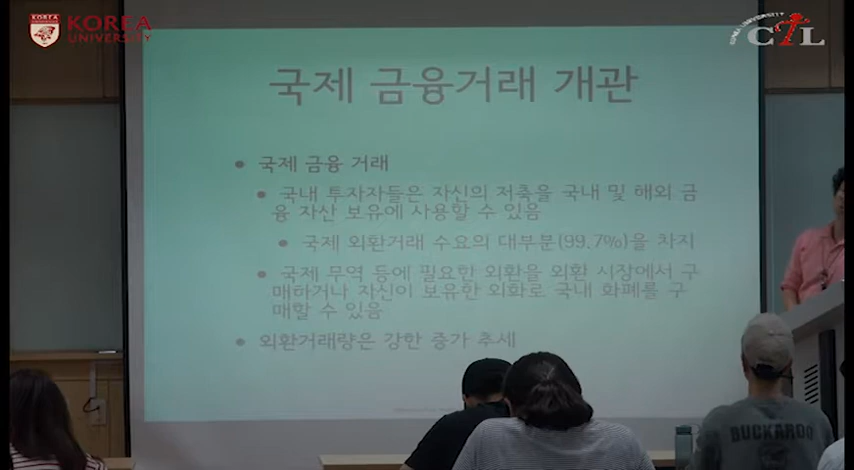 KOREA
UNIVERSITY
KOREA UNIVERSITY
CTL
국제 금융거래 개관
• 국제 금융 거래
• 국내 투자자들은 자신의 저축을 국내 및 해외 금
융 자산 보유에 사용할 수 있음
• 국제 외환거래 수요의 대부분(99.7%)을 차지
• 국제 무역 등에 필요한 외환을 외환 시장에서 구
매하거나 자신이 보유한 외화로 국내 화폐를 구
매할 수 있음
• 외환거래량은 강한 증가 추세
BUCKAROO